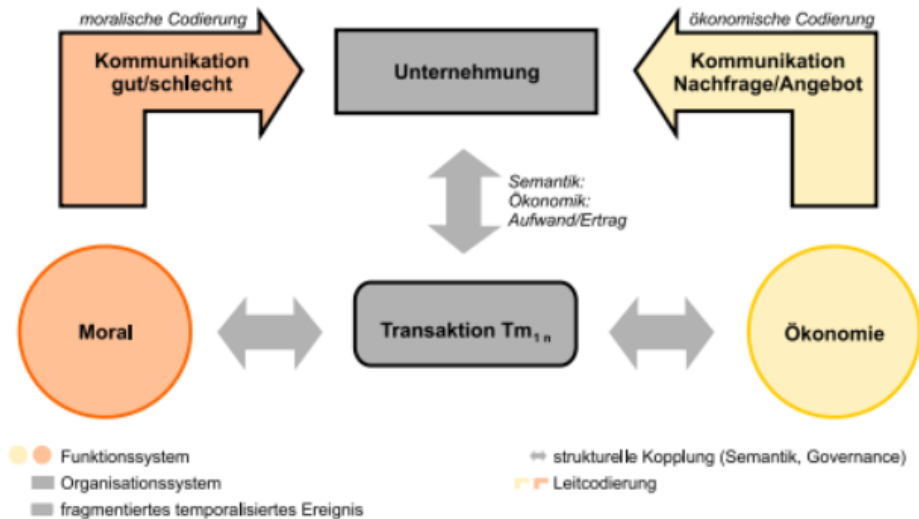 moralische Codierung
ökonomische Codierung
Kommunikation
gut/schlecht
Unternehmung
Kommunikation
Nachfrage/Angebot
Semantik:
Ökonomik:
Aufwand/Ertrag
Moral
Transaktion Tm1 n
Ökonomie
Funktionssystem
Organisationssystem
fragmentiertes temporalisiertes Ereignis
strukturelle Kopplung (Semantik, Governance)
Leitcodierung